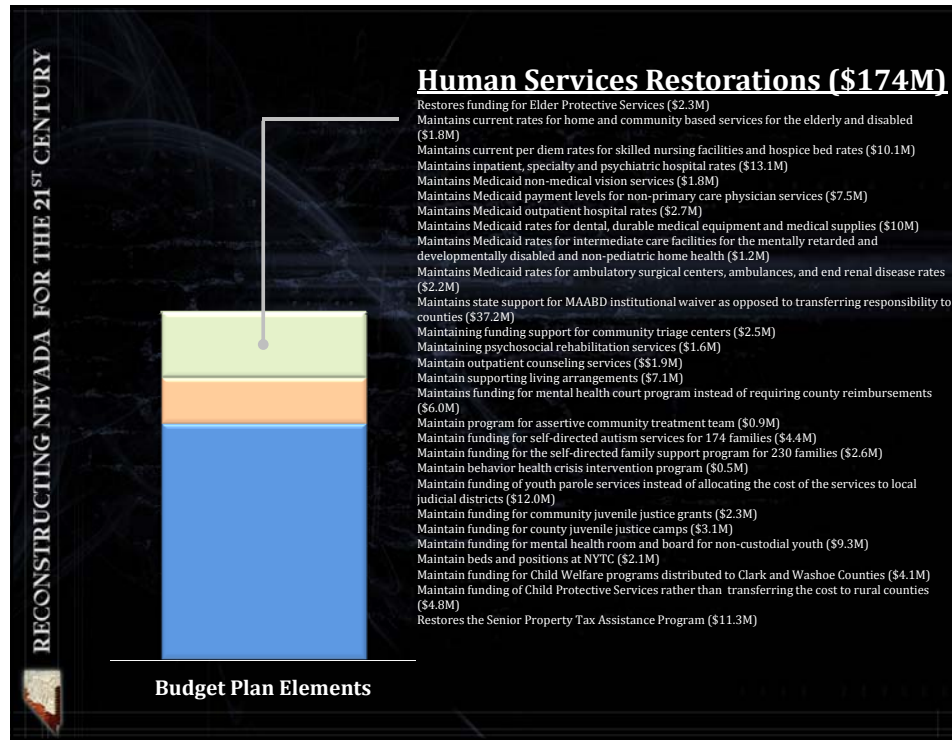 RECONSTRUCTING NEVADA FOR THE 21ST CENTURY
Human Services Restorations ($174M)
Restores funding for Elder Protective Services ($2.3M)
Maintains current rates for home and community based services for the elderly and disabled
($1.8M)
Maintains current per diem rates for skilled nursing facilities and hospice bed rates ($10.1M)
Maintains inpatient, specialty and psychiatric hospital rates ($13.1M)
Maintains Medicaid non-medical vision services ($1.8M)
Maintains Medicaid payment levels for non-primary care physician services ($7.5M)
Maintains Medicaid outpatient hospital rates ($2.7M)
Maintains Medicaid rates for dental, durable medical equipment and medical supplies ($10M)
Maintains Medicaid rates for intermediate care facilities for the mentally retarded and
developmentally disabled and non-pediatric home health ($1.2M)
Maintains Medicaid rates for ambulatory surgical centers, ambulances, and end renal disease rates
($2.2M)
Maintains state support for MAABD institutional waiver as opposed to transferring responsibility to
counties ($37.2M)
Maintaining funding support for community triage centers ($2.5M)
Maintaining psychosocial rehabilitation services ($1.6M)
Maintain outpatient counseling services ($$1.9M)
Maintain supporting living arrangements ($7.1M)
Maintains funding for mental health court program instead of requiring county reimbursements
($6.0M)
Maintain program for assertive community treatment team ($0.9M)
Maintain funding for self-directed autism services for 174 families ($4.4M)
Maintain funding for the self-directed family support program for 230 families ($2.6M)
Maintain behavior health crisis intervention program ($0.5M)
Maintain funding of youth parole services instead of allocating the cost of the services to local
judicial districts ($12.0M)
Maintain funding for community juvenile justice grants ($2.3M)
Maintain funding for county juvenile justice camps ($3.1M)
Maintain funding for mental health room and board for non-custodial youth ($9.3M)
Maintain beds and positions at NYTC ($2.1M)
Maintain funding for Child Welfare programs distributed to Clark and Washoe Counties ($4.1M)
Maintain funding of Child Protective Services rather than transferring the cost to rural counties
($4.8M)
Restores the Senior Property Tax Assistance Program ($11.3M)
Budget Plan Elements